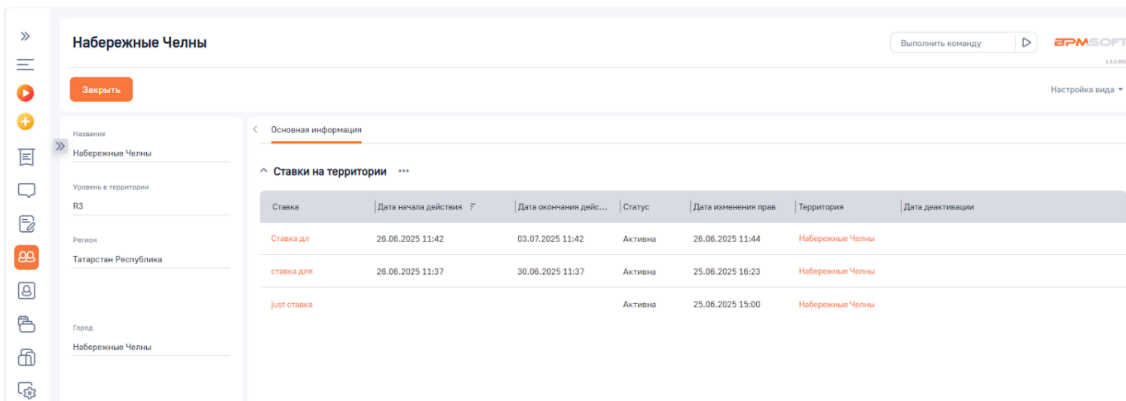 Набережные Челны
Выполнить команду
BPMSOFT
Закрыть
Настройка вида
Название
Набережные Челны
Уровень в территории
R3
Регион
Татарстан Республика
Город
Набережные Челны
Основная информация
Ставки на территории ...
Ставка Дата начала действия Дата окончания дейс... Статус Дата изменения прав Территория Дата деактивации
Ставка дл 26.06.2025 11:42 03.07.2025 11:42 Активна 26.06.2025 11:44 Набережные Челны
ставка для 26.06.2025 11:37 30.06.2025 11:37 Активна 25.06.2025 16:23 Набережные Челны
just ставка Активна 25.06.2025 15:00 Набережные Челны